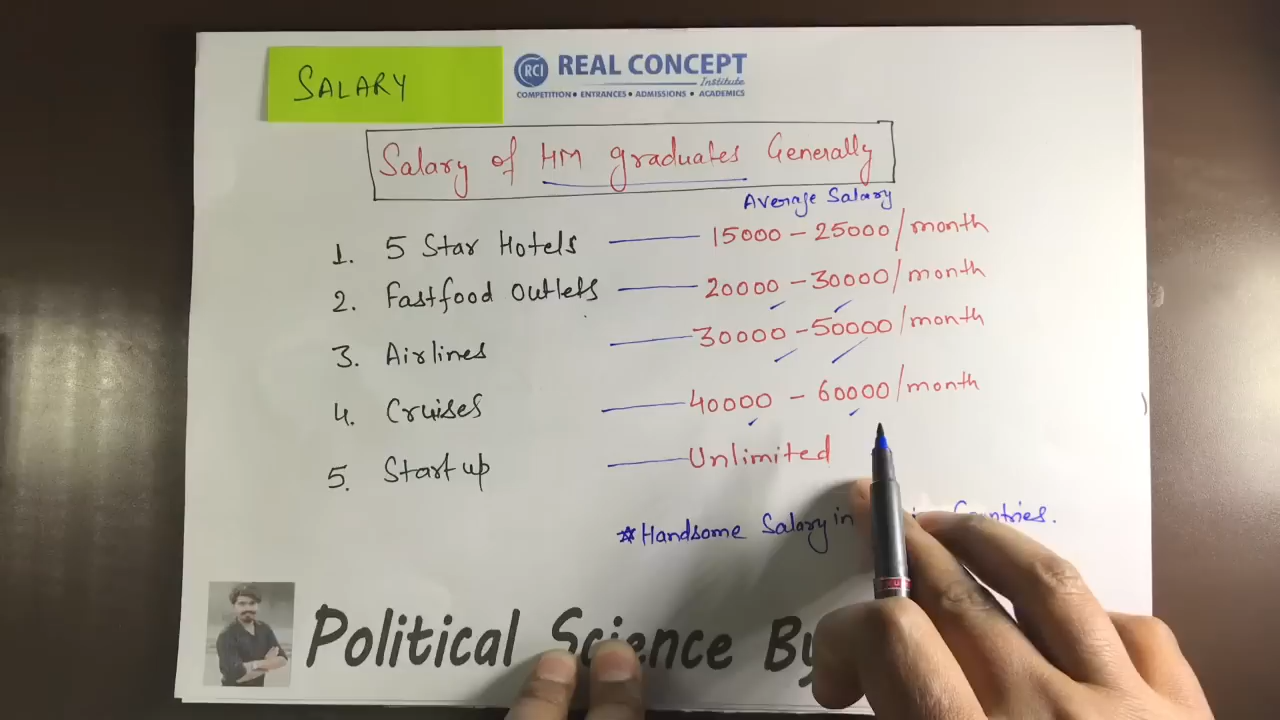 SALARY
RCI REAL CONCEPT
Institute
COMPETITION • ENTRANCES • ADMISSIONS • ACADEMICS
Salary of HM graduates Generally
Average Salary
1. 5 Star Hotels — 15000 - 25000/month
2. Fastfood Outlets — 20000 - 30000/month
3. Airlines — 30000 - 50000/month
4. Cruises — 40000 - 60000/month
5. Start up — Unlimited
*Handsome Salary in Countries.
Political Science By